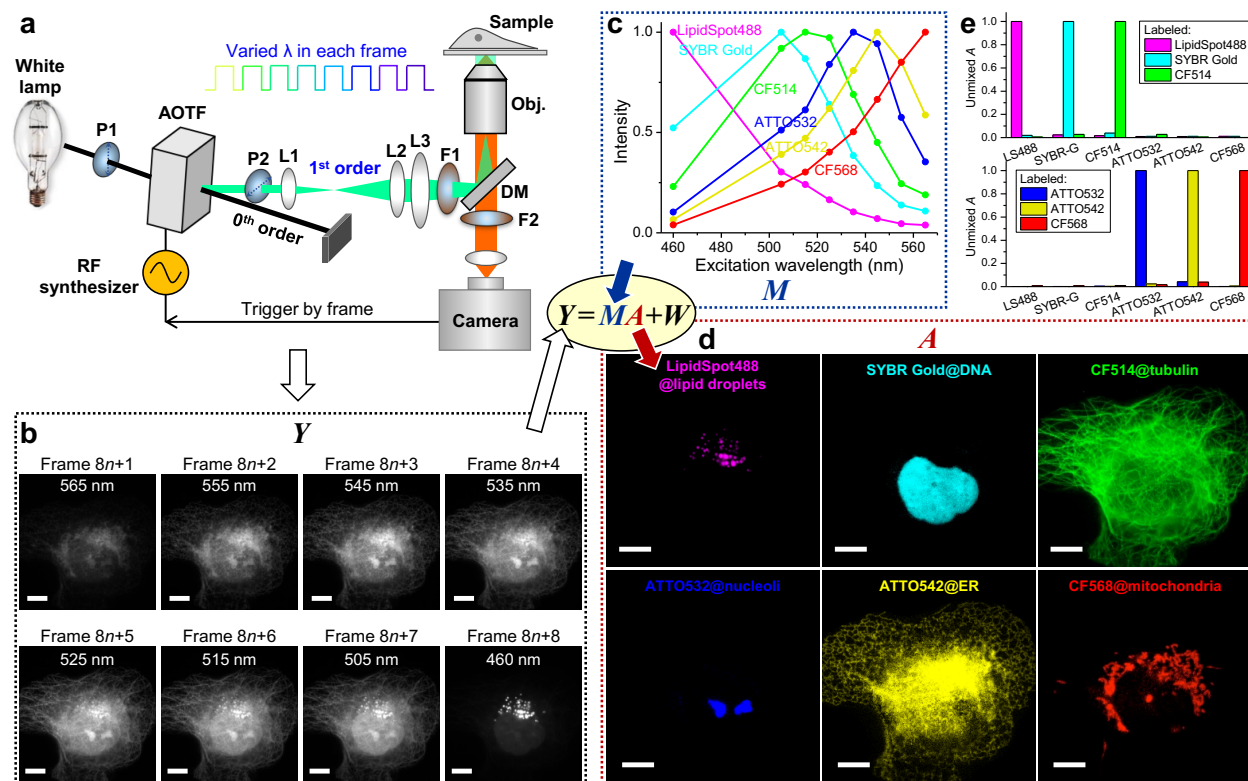 a
Sample
Varied λ in each frame
White
lamp
P1
AOTF
P2
L1
1st order
L2
L3
F1
Obj.
DM
F2
0th order
RF
synthesizer
Trigger by frame
Camera
Y=MA+W
b
Y
Frame 8n+1
565 nm
Frame 8n+2
555 nm
Frame 8n+3
545 nm
Frame 8n+4
535 nm
Frame 8n+5
525 nm
Frame 8n+6
515 nm
Frame 8n+7
505 nm
Frame 8n+8
460 nm
c
LipidSpot488
SYBR Gold
CF514
ATTO532
ATTO542
CF568
Intensity
1.0
0.5
0.0
460 480 500 520 540 560
Excitation wavelength (nm)
M
e
Unmixed A
1.0
0.8
0.6
0.4
0.2
0.0
Labeled:
LipidSpot488
SYBR Gold
CF514
LS488
SYBR-G
CF514
ATTO532
ATTO542
CF568
Unmixed A
1.0
0.8
0.6
0.4
0.2
0.0
Labeled:
ATTO532
ATTO542
CF568
LS488
SYBR-G
CF514
ATTO532
ATTO542
CF568
d
A
LipidSpot488
@lipid droplets
SYBR Gold@DNA
CF514@tubulin
ATTO532@nucleoli
ATTO542@ER
CF568@mitochondria